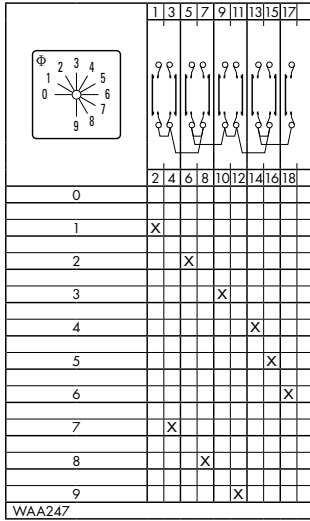 1 3 5 7 9 11 13 15 17
Φ
0 1 2 3 4 5 6 7 8 9
2 4 6 8 10 12 14 16 18
0
1 X
2 X
3 X
4 X
5 X
6 X
7 X
8 X
9 X
WAA247